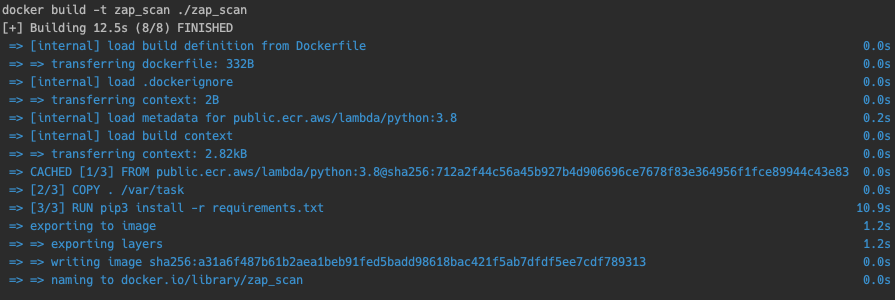 docker build -t zap_scan ./zap_scan
[+] Building 12.5s (8/8) FINISHED
=> [internal] load build definition from Dockerfile 0.0s
=> => transferring dockerfile: 332B 0.0s
=> [internal] load .dockerignore 0.0s
=> => transferring context: 2B 0.0s
=> [internal] load metadata for public.ecr.aws/lambda/python:3.8 0.2s
=> [internal] load build context 0.0s
=> => transferring context: 2.82kB 0.0s
=> CACHED [1/3] FROM public.ecr.aws/lambda/python:3.8@sha256:712a2f44c56a45b927b4d906696ce7678f83e364956f1fce89944c43e83 0.0s
=> [2/3] COPY . /var/task 0.0s
=> [3/3] RUN pip3 install -r requirements.txt 10.9s
=> exporting to image 1.2s
=> => exporting layers 1.2s
=> => writing image sha256:a31a6f487b61b2aea1beb91fed5badd98618bac421f5ab7dfdf5ee7cdf789313 0.0s
=> => naming to docker.io/library/zap_scan 0.0s